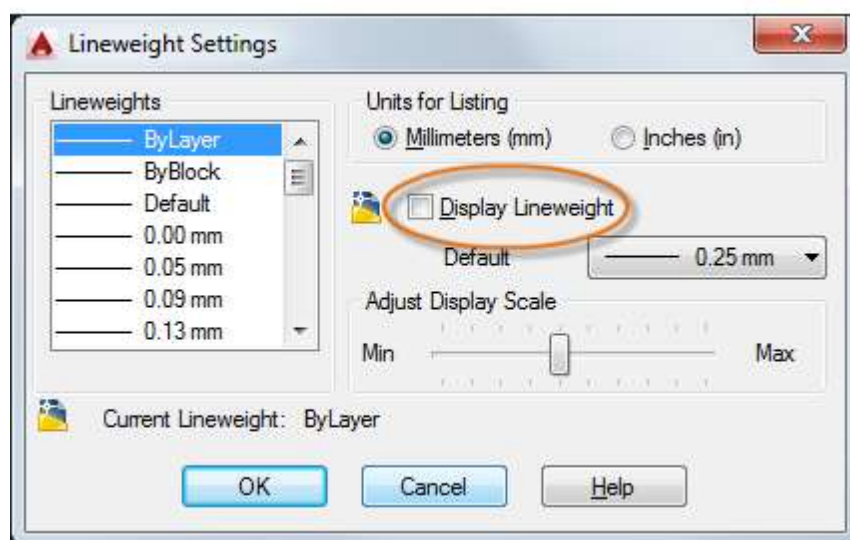 Lineweight Settings
Lineweights
ByLayer
ByBlock
Default
0.00 mm
0.05 mm
0.09 mm
0.13 mm
Units for Listing
Millimeters (mm) Inches (in)
Display Lineweight
Default 0.25 mm
Adjust Display Scale
Min Max
Current Lineweight: ByLayer
OK Cancel Help